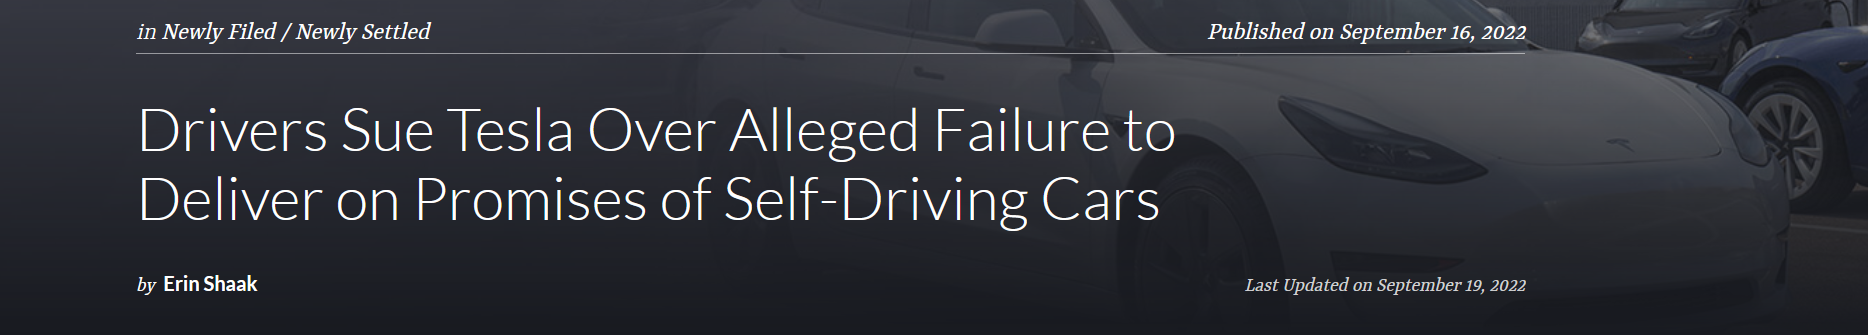 in Newly Filed / Newly Settled
Published on September 16, 2022
Drivers Sue Tesla Over Alleged Failure to
Deliver on Promises of Self-Driving Cars
by Erin Shaak
Last Updated on September 19, 2022